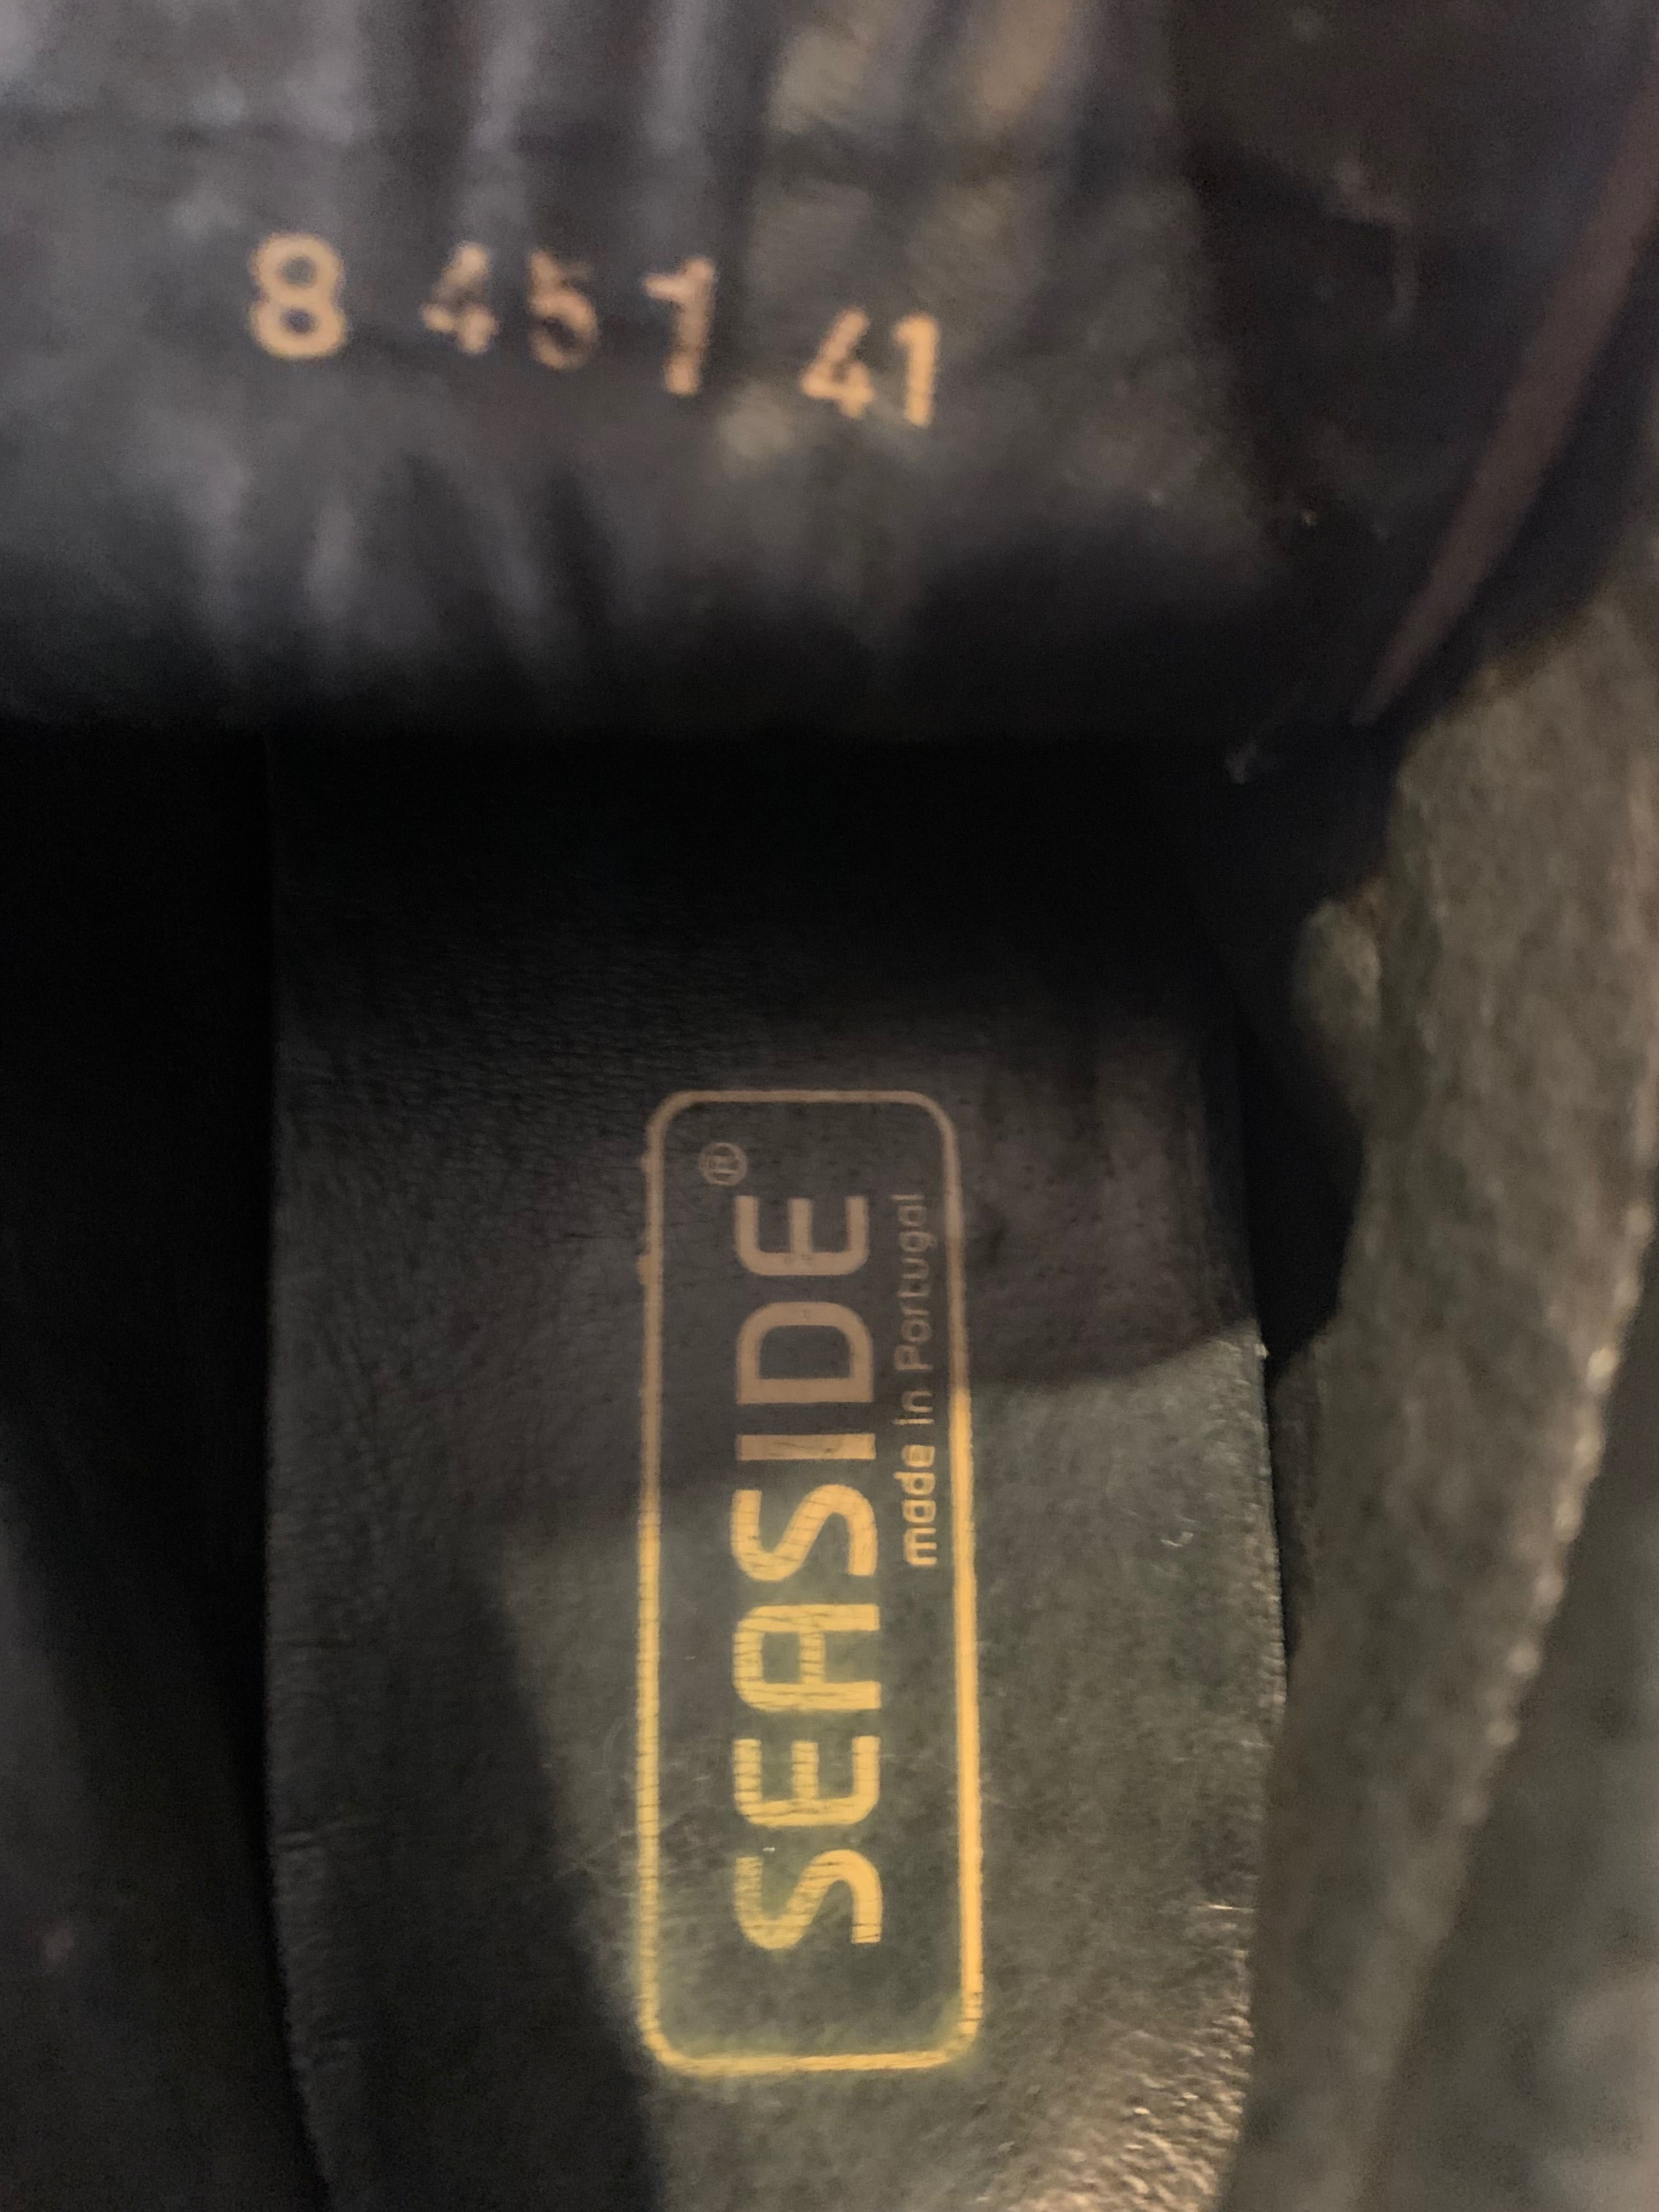 8 451 41
SEASIDE®
made in Portugal